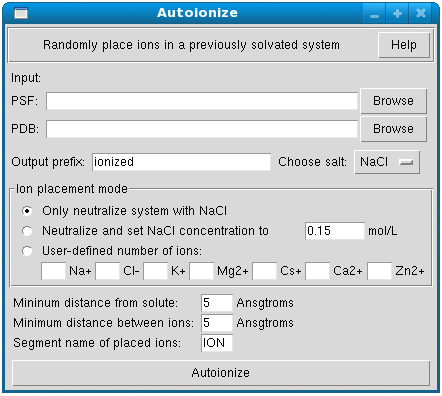 Autoionize
Randomly place ions in a previously solvated system Help
Input:
PSF: Browse
PDB: Browse
Output prefix: ionized Choose salt: NaCl
Ion placement mode
Only neutralize system with NaCl
Neutralize and set NaCl concentration to 0.15 mol/L
User-defined number of ions:
Na+ Cl- K+ Mg2+ Cs+ Ca2+ Zn2+
Mininum distance from solute: 5 Ansgtroms
Minimum distance between ions: 5 Ansgtroms
Segment name of placed ions: ION
Autoionize